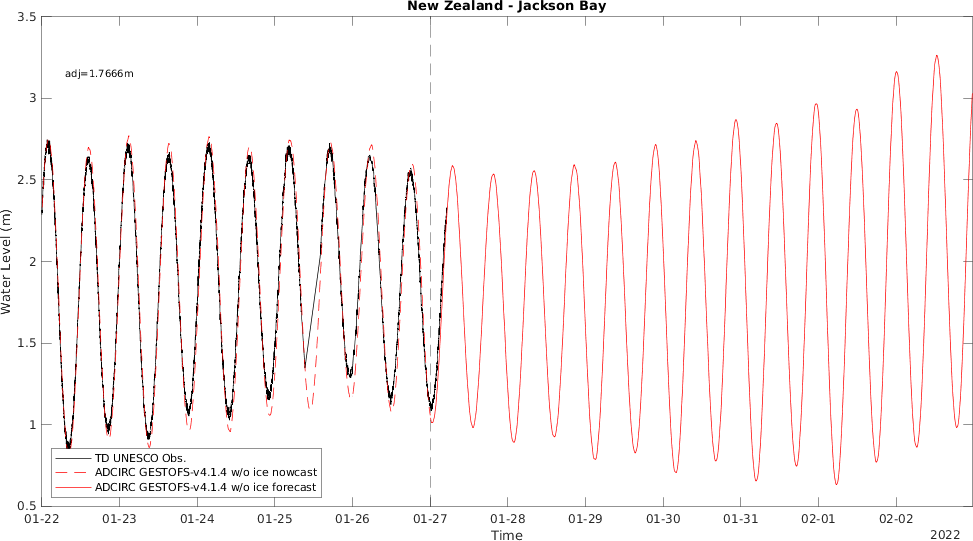 New Zealand - Jackson Bay
adj=1.7666m
3.5
3
2.5
2
1.5
1
0.5
Water Level (m)
TD UNESCO Obs.
ADCIRC GESTOFS-v4.1.4 w/o ice nowcast
ADCIRC GESTOFS-v4.1.4 w/o ice forecast
01-22 01-23 01-24 01-25 01-26 01-27 01-28 01-29 01-30 01-31 02-01 02-02
Time
2022